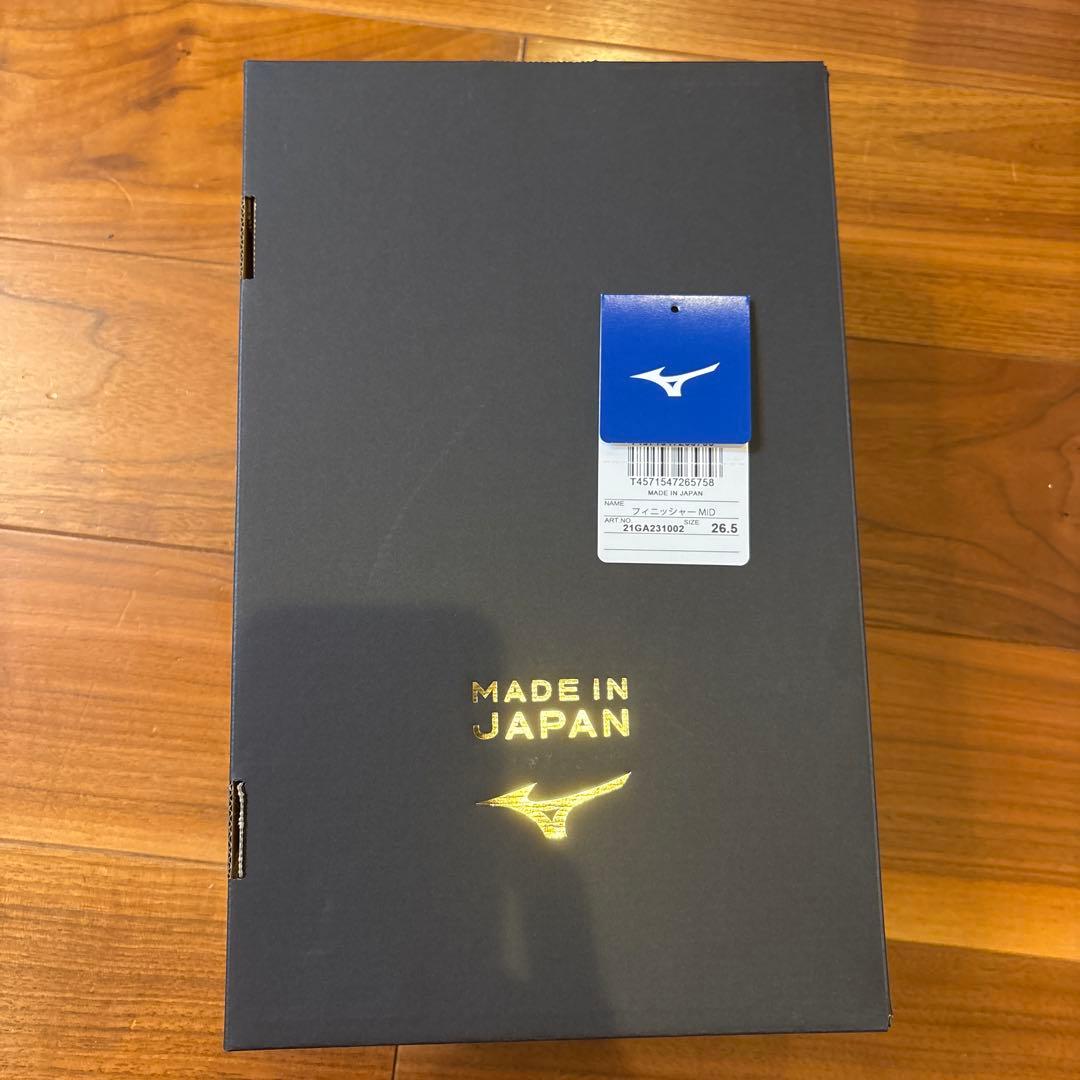 T4571547265758
MADE IN JAPAN
NAME
フィニッシャー MID
ART.NO. 21GA231002 SIZE 26.5
MADE IN
JAPAN